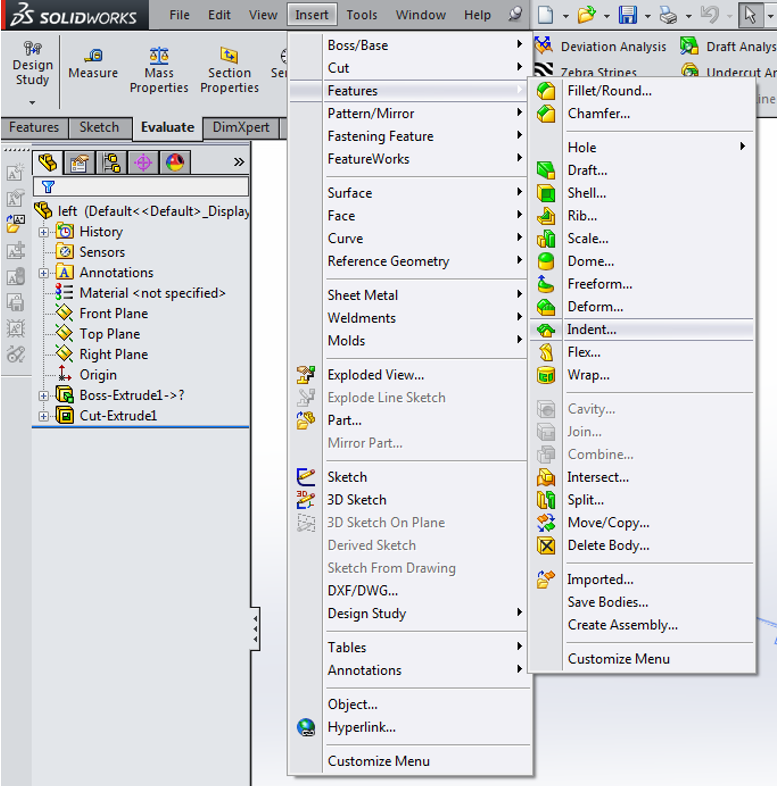 SOLIDWORKS File Edit View Insert Tools Window Help
Design Study
Measure
Mass Properties
Section Properties
Deviation Analysis
Zebra Stripes
Features Sketch Evaluate DimXpert
left (Default<<Default>_Display
History
Sensors
Annotations
Material <not specified>
Front Plane
Top Plane
Right Plane
Origin
Boss-Extrude1->?
Cut-Extrude1
Boss/Base
Cut
Features
Pattern/Mirror
Fastening Feature
FeatureWorks
Surface
Face
Curve
Reference Geometry
Sheet Metal
Weldments
Molds
Exploded View...
Explode Line Sketch
Part...
Mirror Part...
Sketch
3D Sketch
3D Sketch On Plane
Derived Sketch
Sketch From Drawing
DXF/DWG...
Design Study
Tables
Annotations
Object...
Hyperlink...
Customize Menu
Draft Analys
Undercut An
Fillet/Round...
Chamfer...
Hole
Draft...
Shell...
Rib...
Scale...
Dome...
Freeform...
Deform...
Indent...
Flex...
Wrap...
Cavity...
Join...
Combine...
Intersect...
Split...
Move/Copy...
Delete Body...
Imported...
Save Bodies...
Create Assembly...
Customize Menu